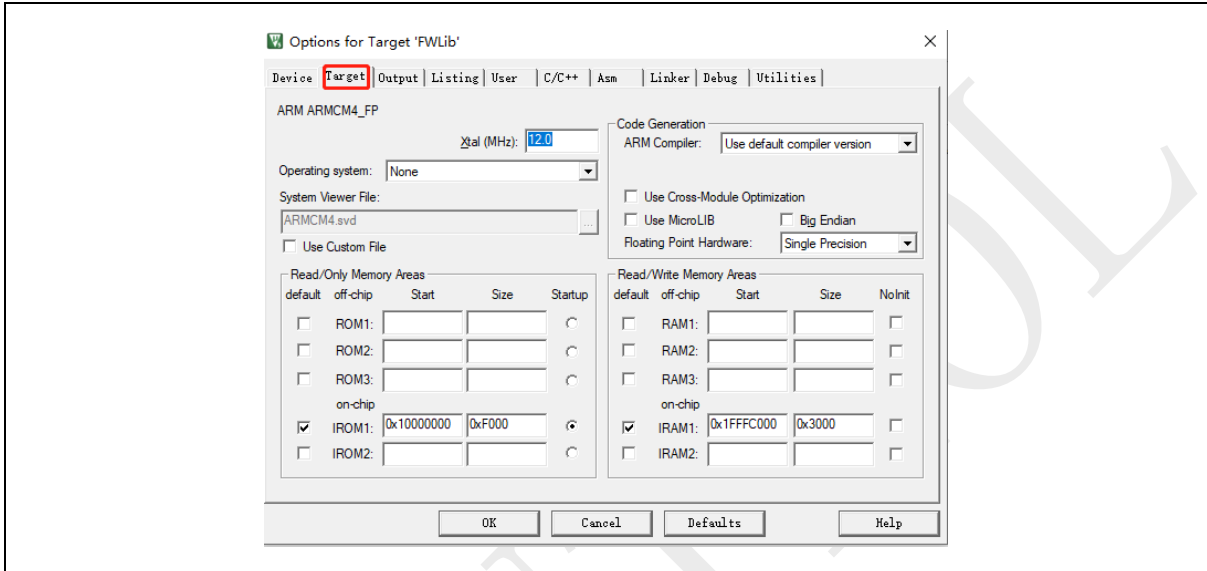 Options for Target 'FWLib'
Device Target Output Listing User C/C++ Asm Linker Debug Utilities
ARM ARMCM4_FP
Xtal (MHz): 12.0
Operating system: None
System Viewer File:
ARMCM4.svd ...
Use Custom File
Code Generation
ARM Compiler: Use default compiler version
Use Cross-Module Optimization
Use MicroLIB Big Endian
Floating Point Hardware: Single Precision
Read/Only Memory Areas
default off-chip Start Size Startup
ROM1:
ROM2:
ROM3:
on-chip
IROM1: 0x10000000 0xF000
IROM2:
Read/Write Memory Areas
default off-chip Start Size NoInit
RAM1:
RAM2:
RAM3:
on-chip
IRAM1: 0x1FFFC000 0x3000
IRAM2:
OK Cancel Defaults Help